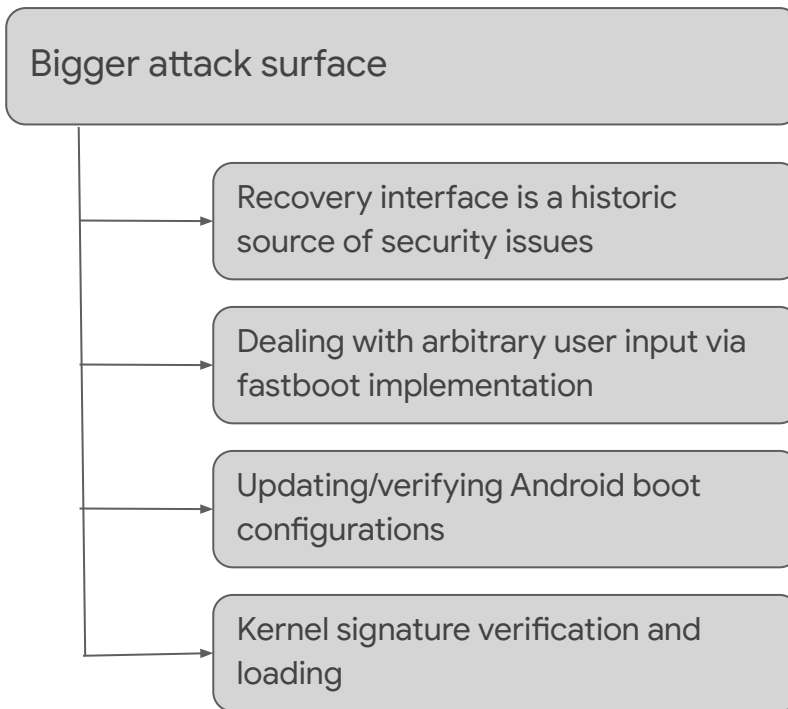 Bigger attack surface
Recovery interface is a historic
source of security issues
Dealing with arbitrary user input via
fastboot implementation
Updating/verifying Android boot
configurations
Kernel signature verification and
loading